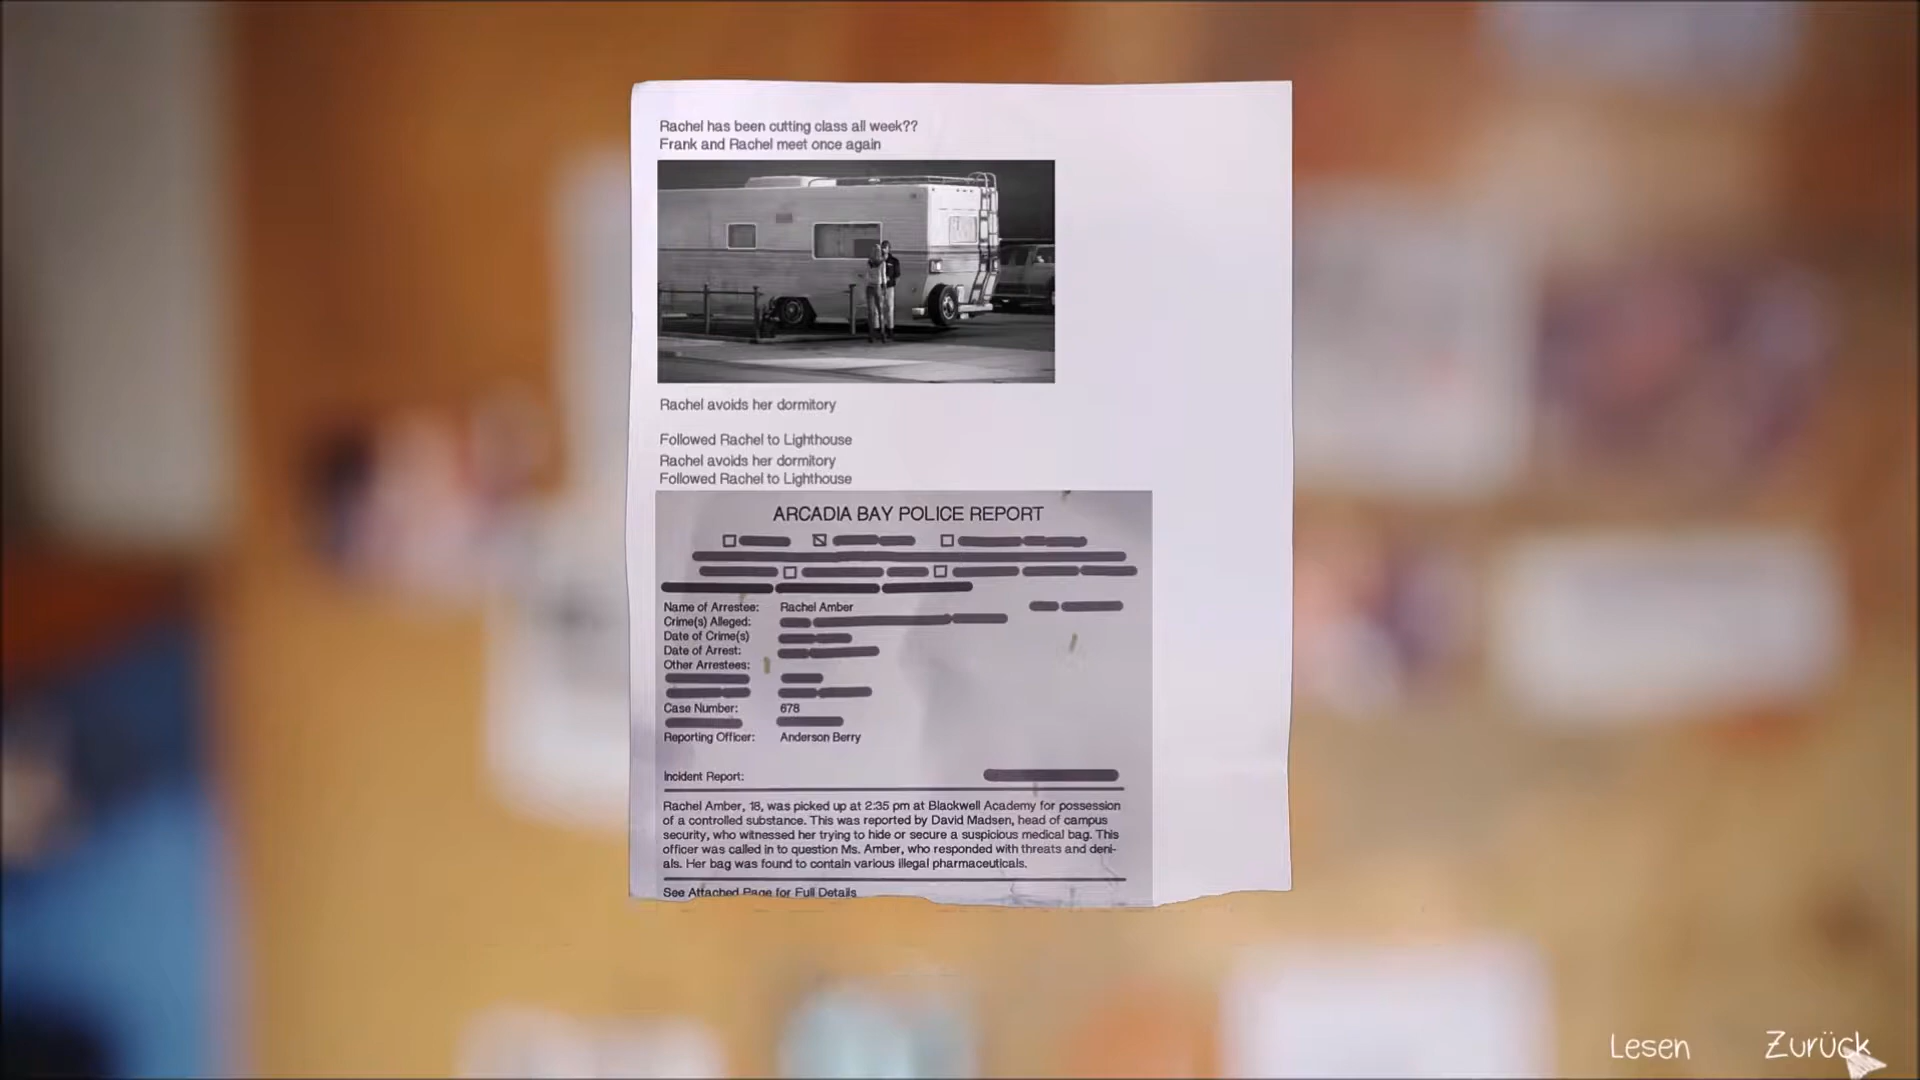 Rachel has been cutting class all week??
Frank and Rachel meet once again
Rachel avoids her dormitory
Followed Rachel to Lighthouse
Rachel avoids her dormitory
Followed Rachel to Lighthouse
ARCADIA BAY POLICE REPORT
Name of Arrestee: Rachel Amber
Crime(s) Alleged:
Date of Crime(s)
Date of Arrest:
Other Arrestees:
Case Number: 678
Reporting Officer: Anderson Berry
Incident Report:
Rachel Amber, 18, was picked up at 2:35 pm at Blackwell Academy for possession
of a controlled substance. This was reported by David Madsen, head of campus
security, who witnessed her trying to hide or secure a suspicious medical bag. This
officer was called in to question Ms. Amber, who responded with threats and deni-
als. Her bag was found to contain various illegal pharmaceuticals.
See Attached Page for Full Details
Lesen Zurück